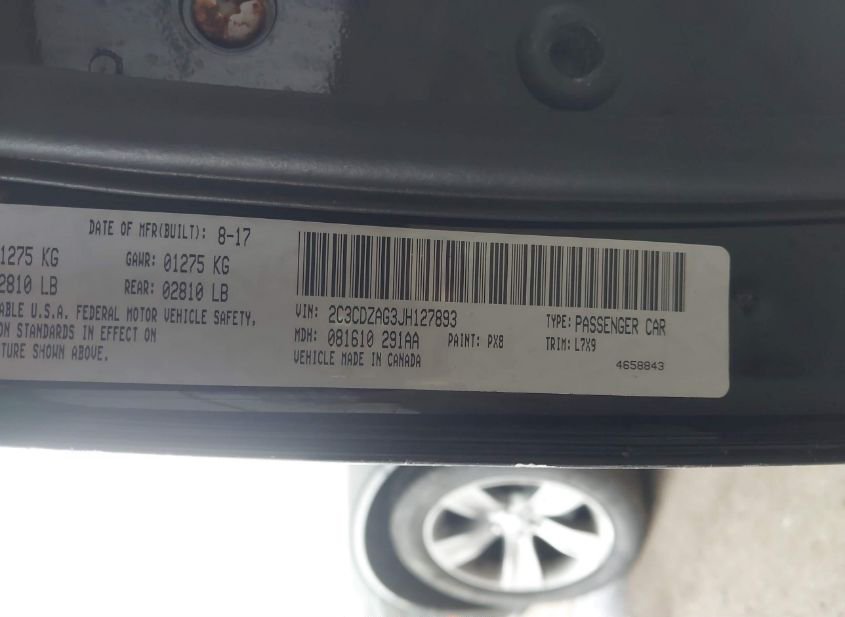 DATE OF MFR(BUILT): 8-17
1275 KG GAWR: 01275 KG
2810 LB REAR: 02810 LB
ABLE U.S.A. FEDERAL MOTOR VEHICLE SAFETY,
ON STANDARDS IN EFFECT ON
TURE SHOWN ABOVE.
VIN: 2C3CDZAG3JH127893 TYPE: PASSENGER CAR
MDH: 081610 291AA PAINT: PX8 TRIM: L7X9
VEHICLE MADE IN CANADA
4658843